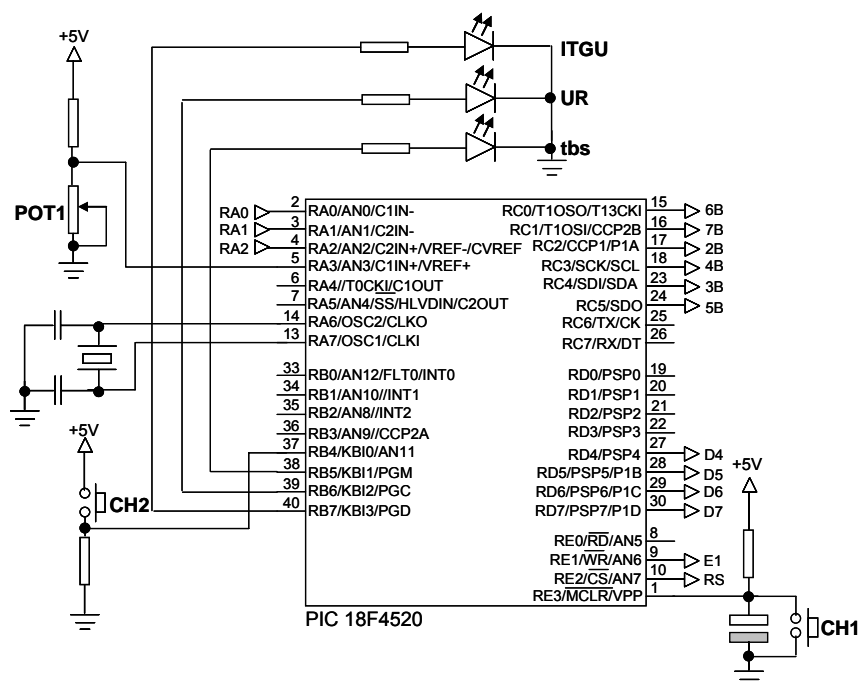 +5V
ITGU
UR
tbs
POT1
RA0
RA1
RA2
2
3
4
5
6
7
14
13
33
34
35
36
37
38
39
40
RA0/AN0/C1IN-
RA1/AN1/C2IN-
RA2/AN2/C2IN+/VREF-/CVREF
RA3/AN3/C1IN+/VREF+
RA4//T0CKI/C1OUT
RA5/AN4/SS/HLVDIN/C2OUT
RA6/OSC2/CLKO
RA7/OSC1/CLKI
RB0/AN12/FLT0/INT0
RB1/AN10//INT1
RB2/AN8//INT2
RB3/AN9//CCP2A
RB4/KBI0/AN11
RB5/KBI1/PGM
RB6/KBI2/PGC
RB7/KBI3/PGD
RC0/T1OSO/T13CKI
RC1/T1OSI/CCP2B
RC2/CCP1/P1A
RC3/SCK/SCL
RC4/SDI/SDA
RC5/SDO
RC6/TX/CK
RC7/RX/DT
RD0/PSP0
RD1/PSP1
RD2/PSP2
RD3/PSP3
RD4/PSP4
RD5/PSP5/P1B
RD6/PSP6/P1C
RD7/PSP7/P1D
RE0/RD/AN5
RE1/WR/AN6
RE2/CS/AN7
RE3/MCLR/VPP
15
16
17
18
23
24
25
26
19
20
21
22
27
28
29
30
8
9
10
1
6B
7B
2B
4B
3B
5B
D4
D5
D6
D7
E1
RS
+5V
CH2
+5V
CH1
PIC 18F4520